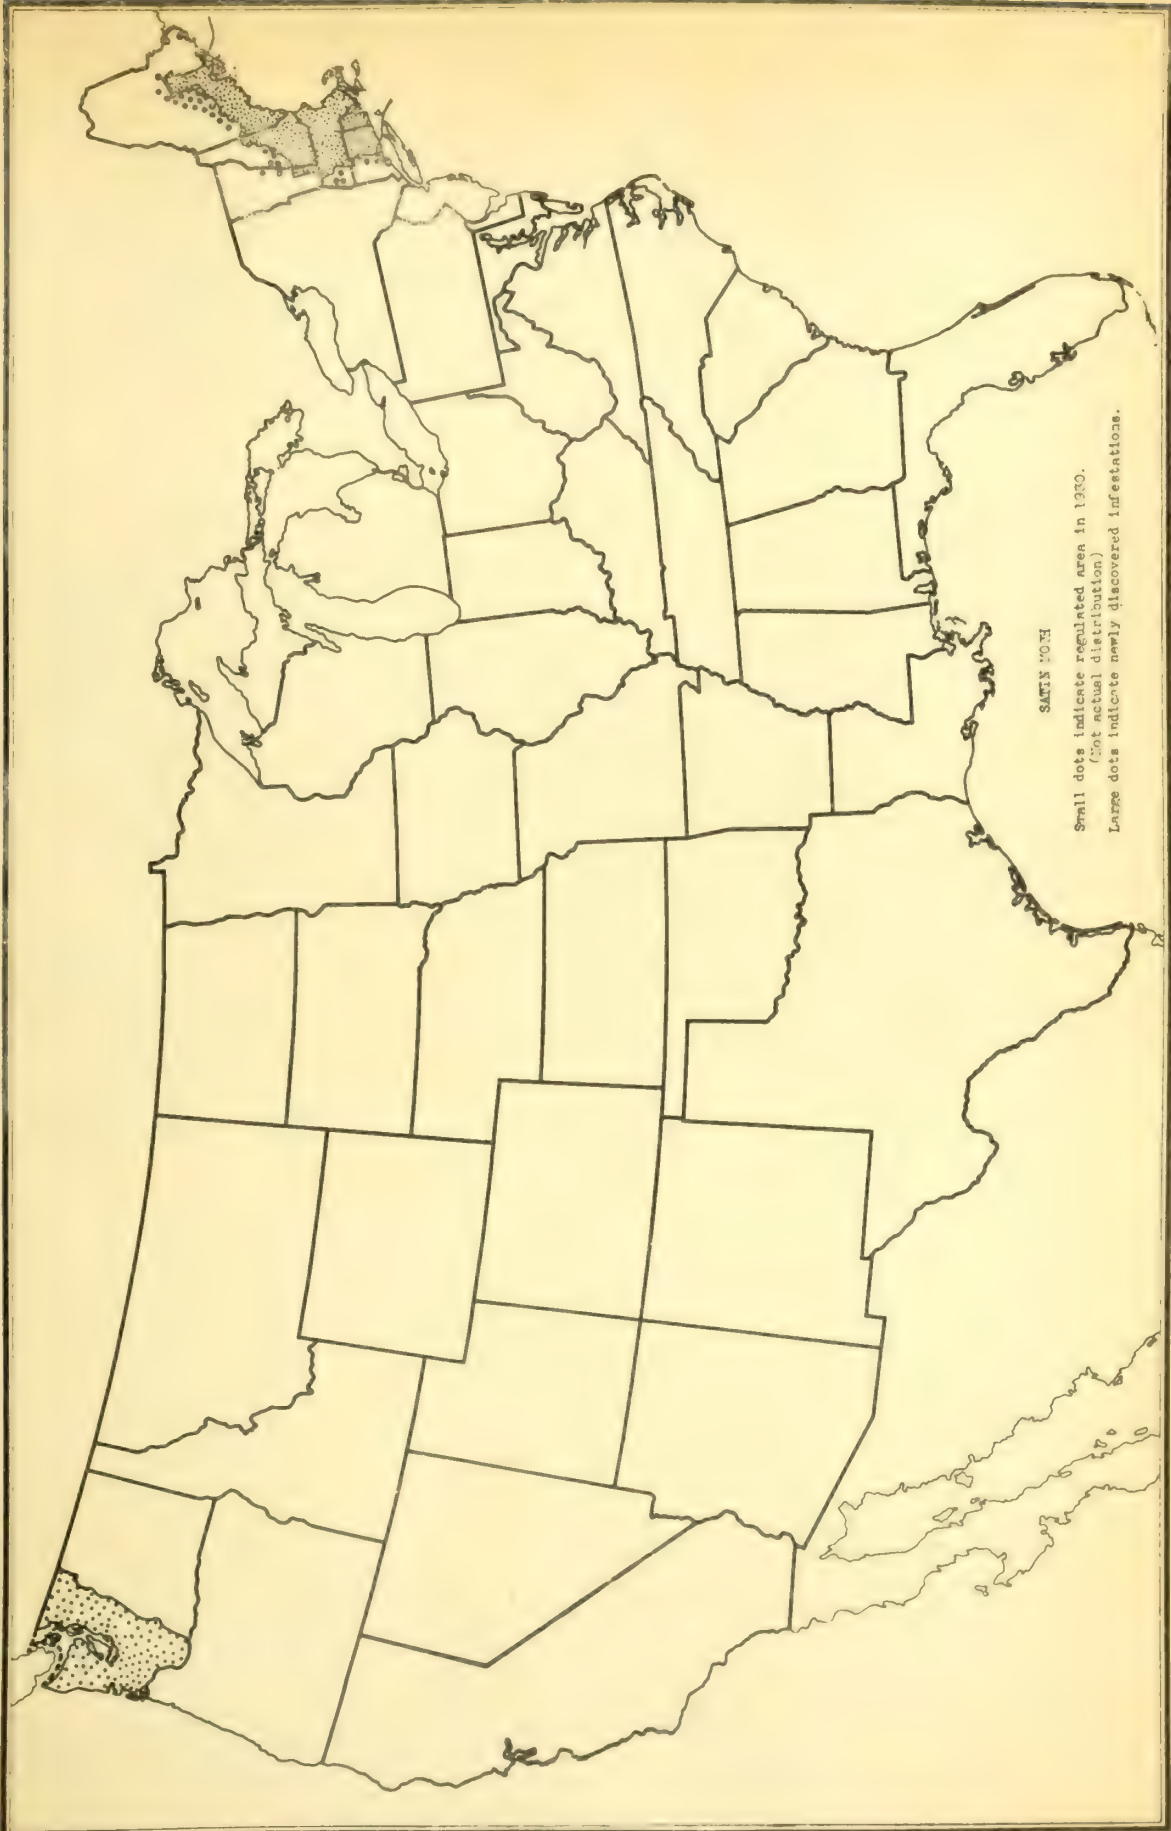 SATIN MOTH
Small dots indicate regulated area in 1930.
(Not actual distribution)
Large dots indicate newly discovered infestations.